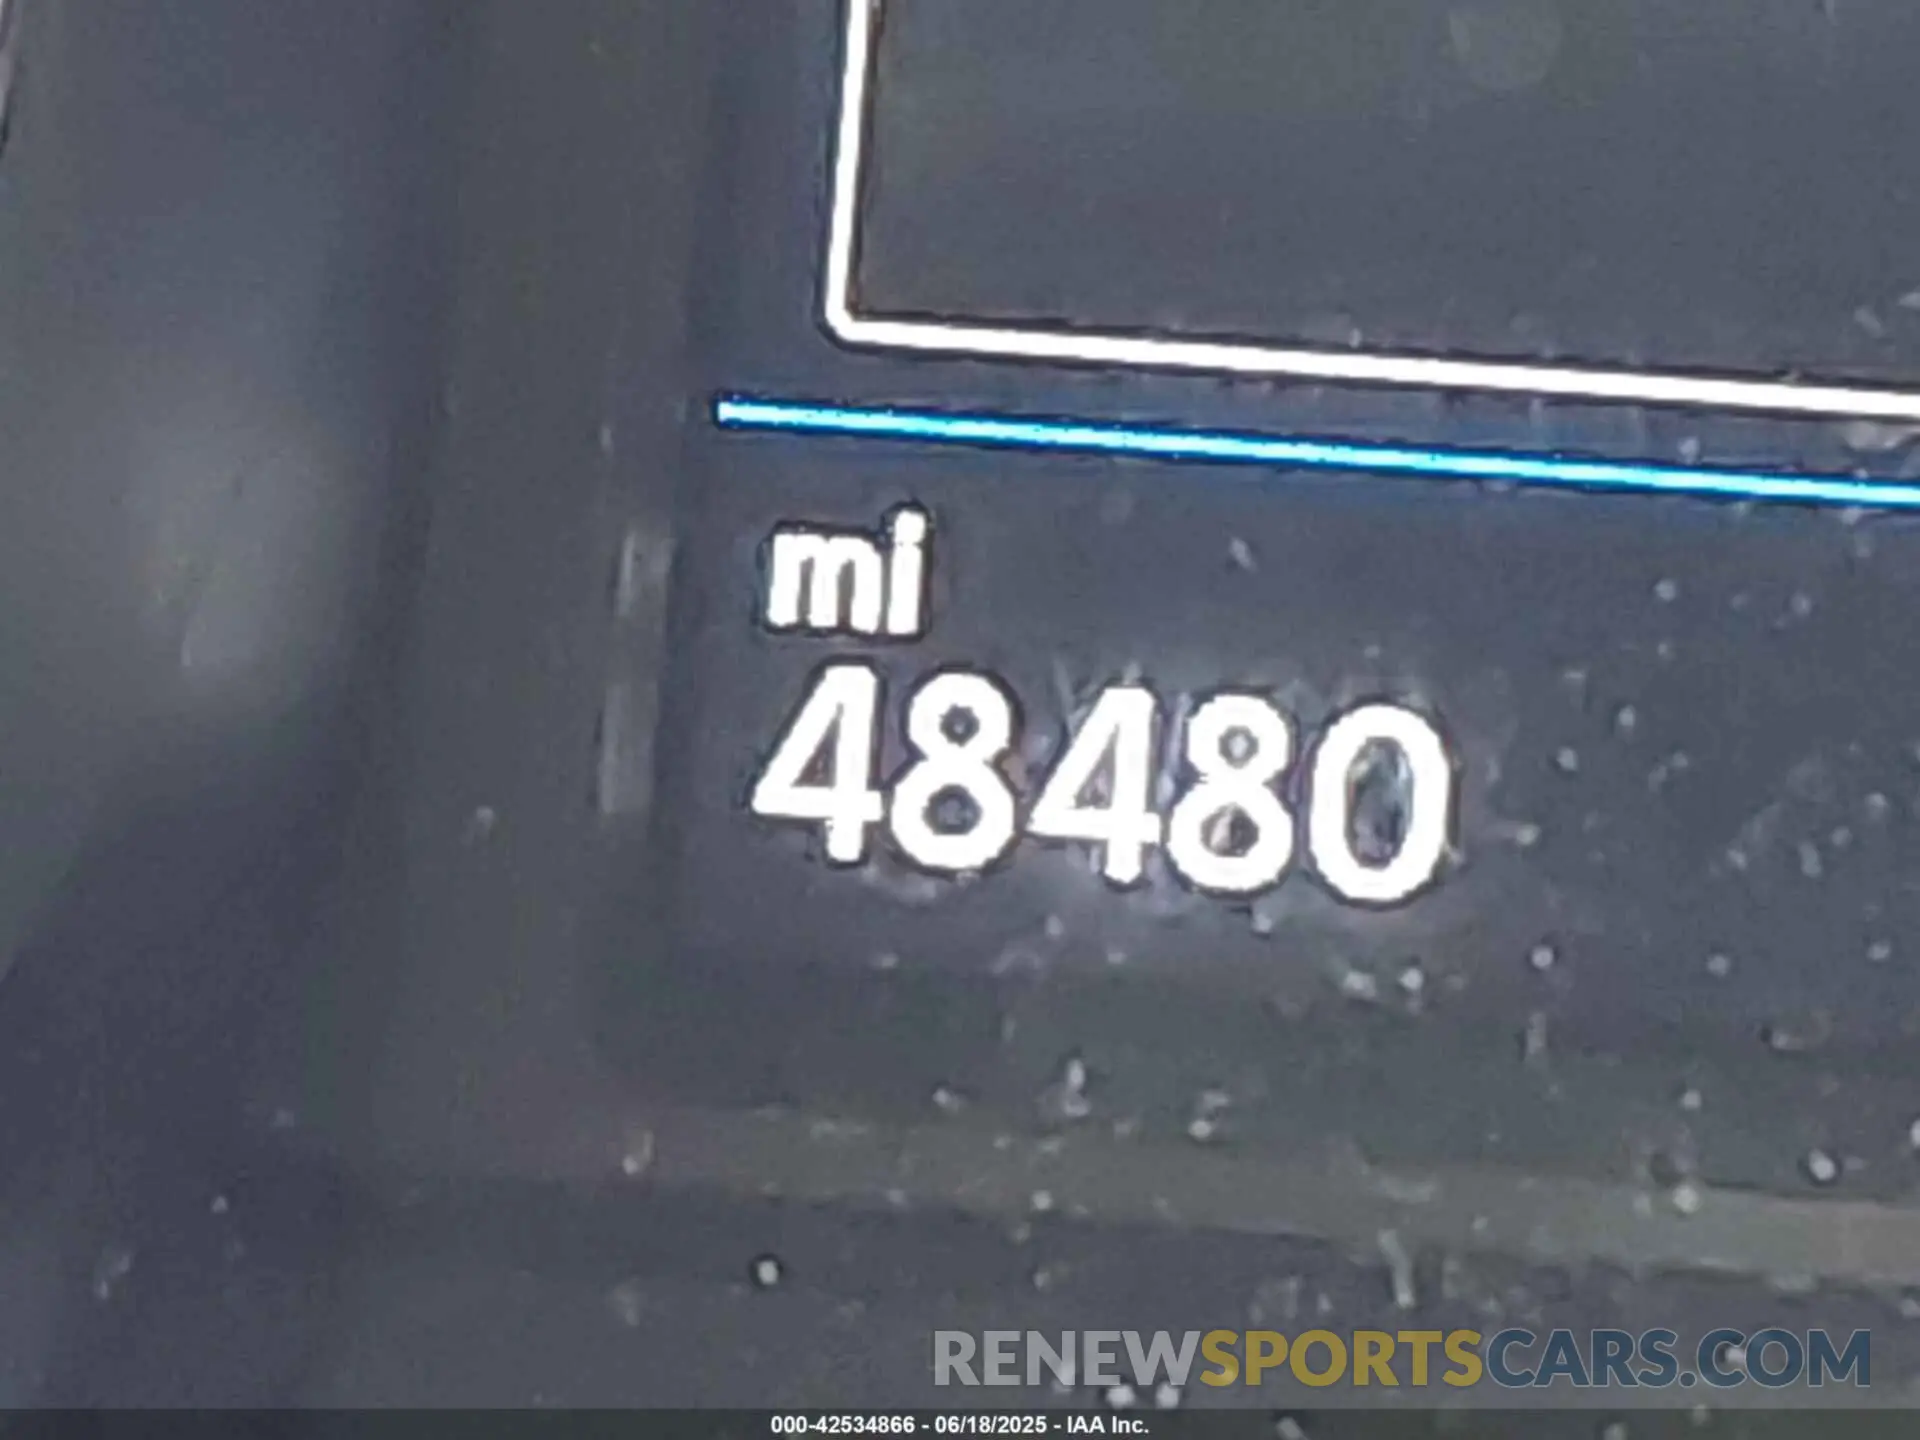 mi
48480
RENEWSPORTSCARS.COM
000-42534866 - 06/18/2025 - IAA Inc.